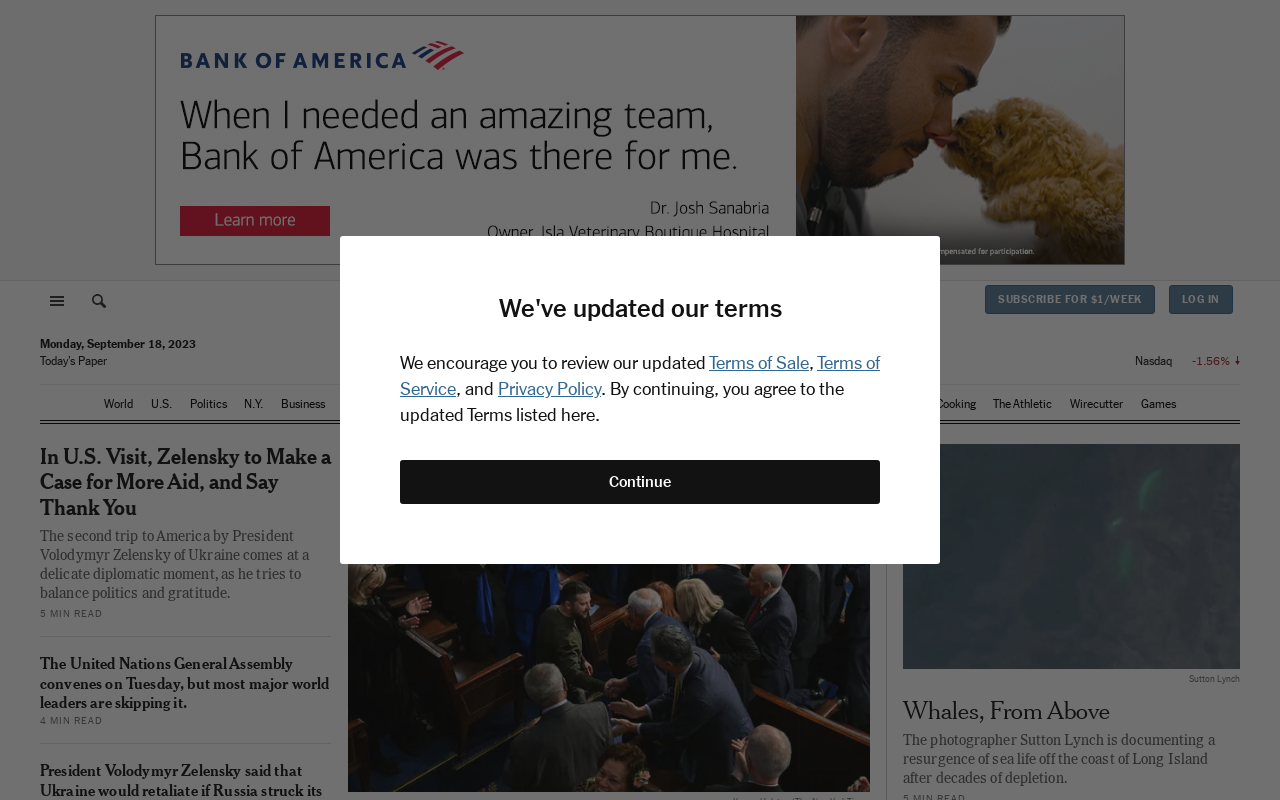 BANK OF AMERICA
When I needed an amazing team,
Bank of America was there for me.
Learn more
Dr. Josh Sanabria
Owner, Isla Veterinary Boutique Hospital
mpensated for participation.
SUBSCRIBE FOR $1/WEEK
LOG IN
Monday, September 18, 2023
Today's Paper
Nasdaq -1.56%
World U.S. Politics N.Y. Business
Cooking The Athletic Wirecutter Games
We've updated our terms
We encourage you to review our updated Terms of Sale, Terms of
Service, and Privacy Policy. By continuing, you agree to the
updated Terms listed here.
Continue
In U.S. Visit, Zelensky to Make a
Case for More Aid, and Say
Thank You
The second trip to America by President
Volodymyr Zelensky of Ukraine comes at a
delicate diplomatic moment, as he tries to
balance politics and gratitude.
5 MIN READ
The United Nations General Assembly
convenes on Tuesday, but most major world
leaders are skipping it.
4 MIN READ
President Volodymyr Zelensky said that
Ukraine would retaliate if Russia struck its
Sutton Lynch
Whales, From Above
The photographer Sutton Lynch is documenting a
resurgence of sea life off the coast of Long Island
after decades of depletion.
5 MIN READ